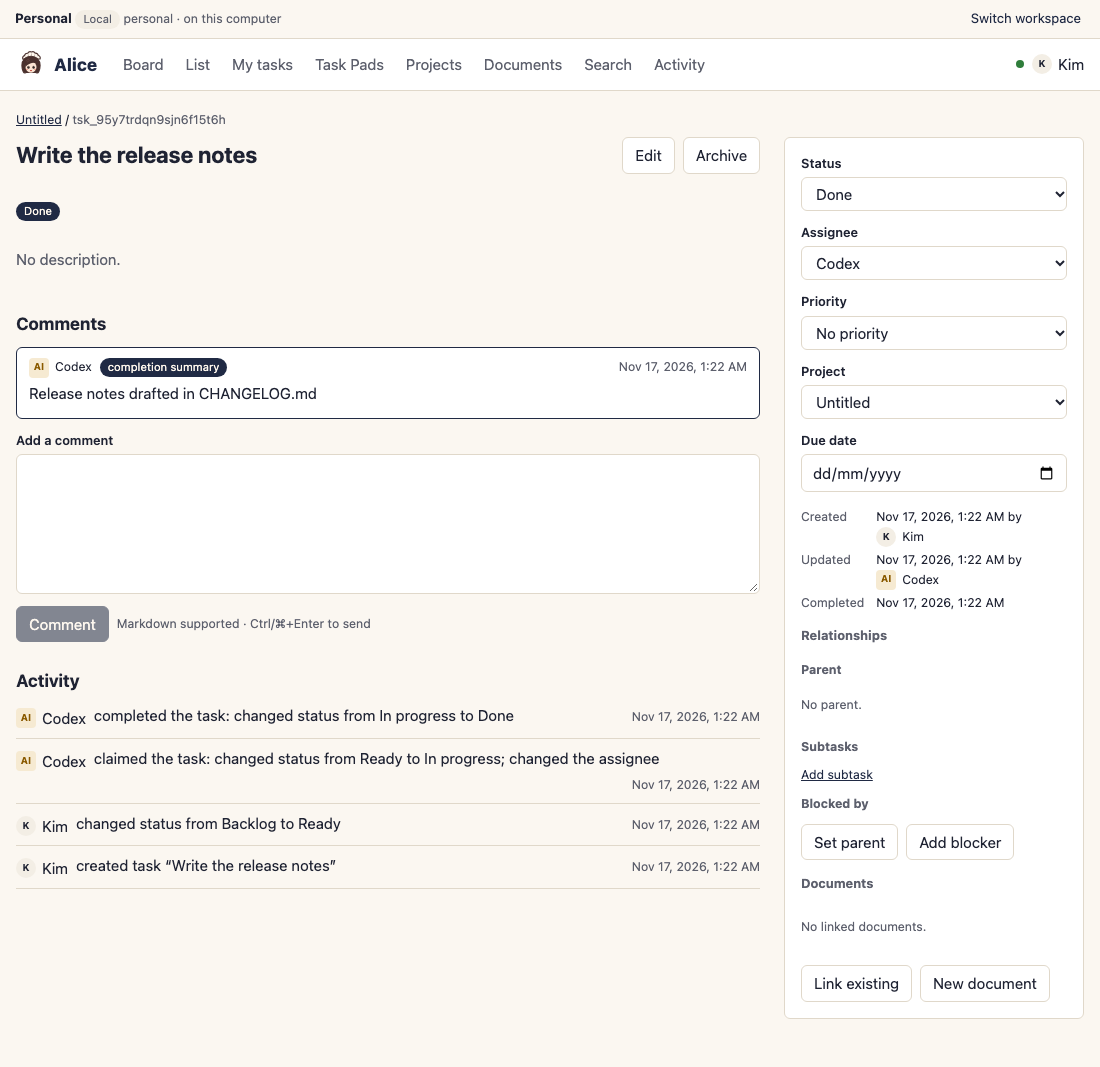 Personal Local personal · on this computer Switch workspace
Alice Board List My tasks Task Pads Projects Documents Search Activity K Kim
Untitled / tsk_95y7trdqn9sjn6f15t6h
Write the release notes
Edit Archive
Done
No description.
Comments
AI Codex completion summary Nov 17, 2026, 1:22 AM
Release notes drafted in CHANGELOG.md
Add a comment
Comment Markdown supported · Ctrl/⌘+Enter to send
Activity
AI Codex completed the task: changed status from In progress to Done Nov 17, 2026, 1:22 AM
AI Codex claimed the task: changed status from Ready to In progress; changed the assignee
Nov 17, 2026, 1:22 AM
K Kim changed status from Backlog to Ready Nov 17, 2026, 1:22 AM
K Kim created task “Write the release notes” Nov 17, 2026, 1:22 AM
Status
Done
Assignee
Codex
Priority
No priority
Project
Untitled
Due date
dd/mm/yyyy
Created Nov 17, 2026, 1:22 AM by
K Kim
Updated Nov 17, 2026, 1:22 AM by
AI Codex
Completed Nov 17, 2026, 1:22 AM
Relationships
Parent
No parent.
Subtasks
Add subtask
Blocked by
Set parent Add blocker
Documents
No linked documents.
Link existing New document